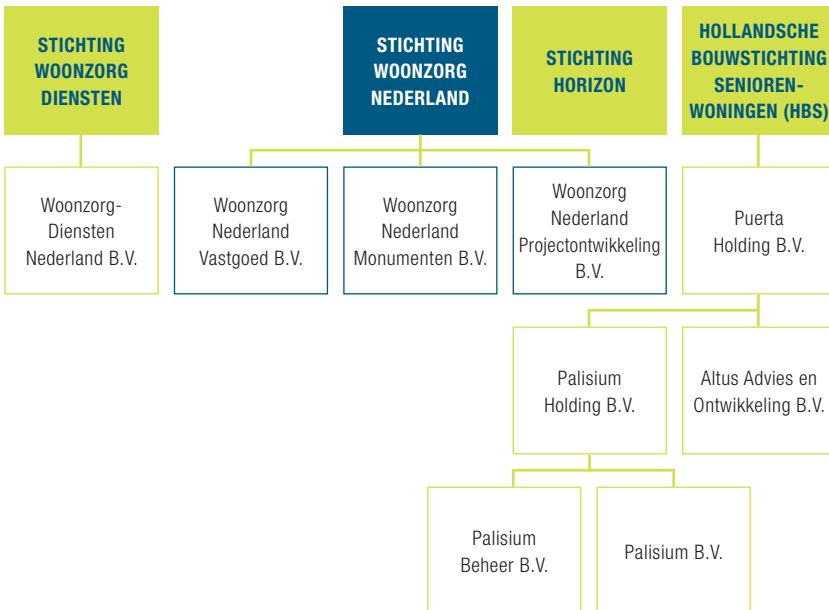 STICHTING
WOONZORG
DIENSTEN
STICHTING
WOONZORG
NEDERLAND
STICHTING
HORIZON
HOLLANDSCHE
BOUWSTICHTING
SENIOREN-
WONINGEN (HBS)
Woonzorg-
Diensten
Nederland B.V.
Woonzorg
Nederland
Vastgoed B.V.
Woonzorg
Nederland
Monumenten B.V.
Woonzorg
Nederland
Projectontwikkeling
B.V.
Puerta
Holding B.V.
Palisium
Holding B.V.
Altus Advies en
Ontwikkeling B.V.
Palisium
Beheer B.V.
Palisium B.V.